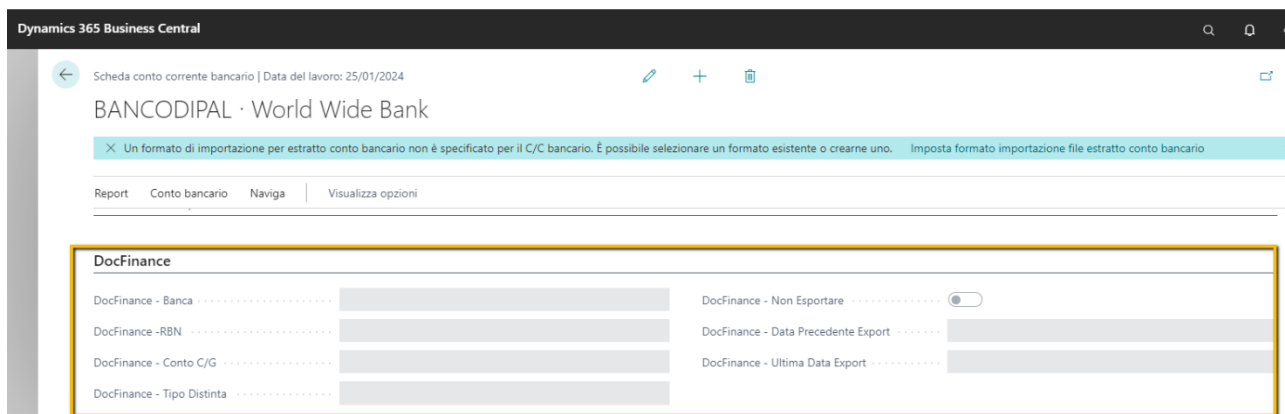 Dynamics 365 Business Central
Scheda conto corrente bancario | Data del lavoro: 25/01/2024
BANCODIPAL · World Wide Bank
Un formato di importazione per estratto conto bancario non è specificato per il C/C bancario. È possibile selezionare un formato esistente o crearne uno. Imposta formato importazione file estratto conto bancario
Report Conto bancario Naviga Visualizza opzioni
DocFinance
DocFinance - Banca
DocFinance -RBN
DocFinance - Conto C/G
DocFinance - Tipo Distinta
DocFinance - Non Esportare
DocFinance - Data Precedente Export
DocFinance - Ultima Data Export